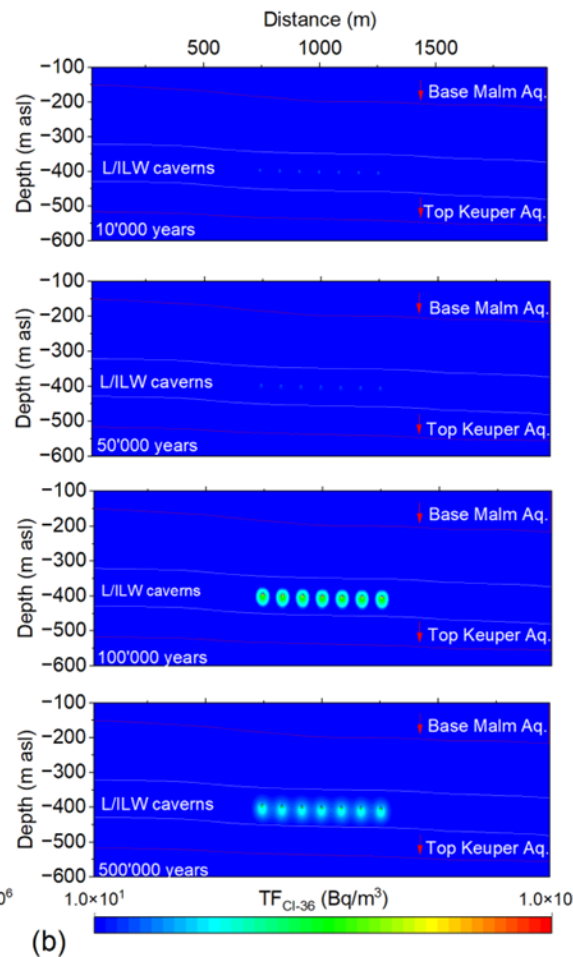 Distance (m)
500 1000 1500
−100
−200
−300
−400
−500
−600
Depth (m asl)
Base Malm Aq.
L/ILW caverns
Top Keuper Aq.
10'000 years
−100
−200
−300
−400
−500
−600
Depth (m asl)
Base Malm Aq.
L/ILW caverns
Top Keuper Aq.
50'000 years
−100
−200
−300
−400
−500
−600
Depth (m asl)
Base Malm Aq.
L/ILW caverns
Top Keuper Aq.
100'000 years
−100
−200
−300
−400
−500
−600
Depth (m asl)
Base Malm Aq.
L/ILW caverns
Top Keuper Aq.
500'000 years
1.0×10¹ TF_Cl-36 (Bq/m³) 1.0×10
(b)